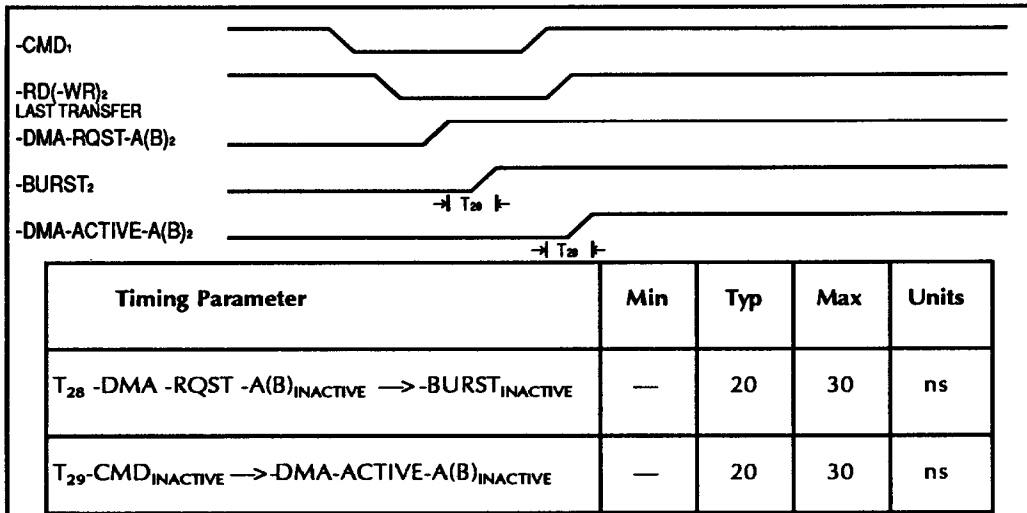 -CMD₁
-RD(-WR)₂
LAST TRANSFER
-DMA-RQST-A(B)₂
-BURST₂
T₂₈
-DMA-ACTIVE-A(B)₂
T₂₉
Timing Parameter Min Typ Max Units
T₂₈ -DMA -RQST -A(B)INACTIVE —>-BURSTINACTIVE — 20 30 ns
T₂₉-CMDINACTIVE —>-DMA-ACTIVE-A(B)INACTIVE — 20 30 ns